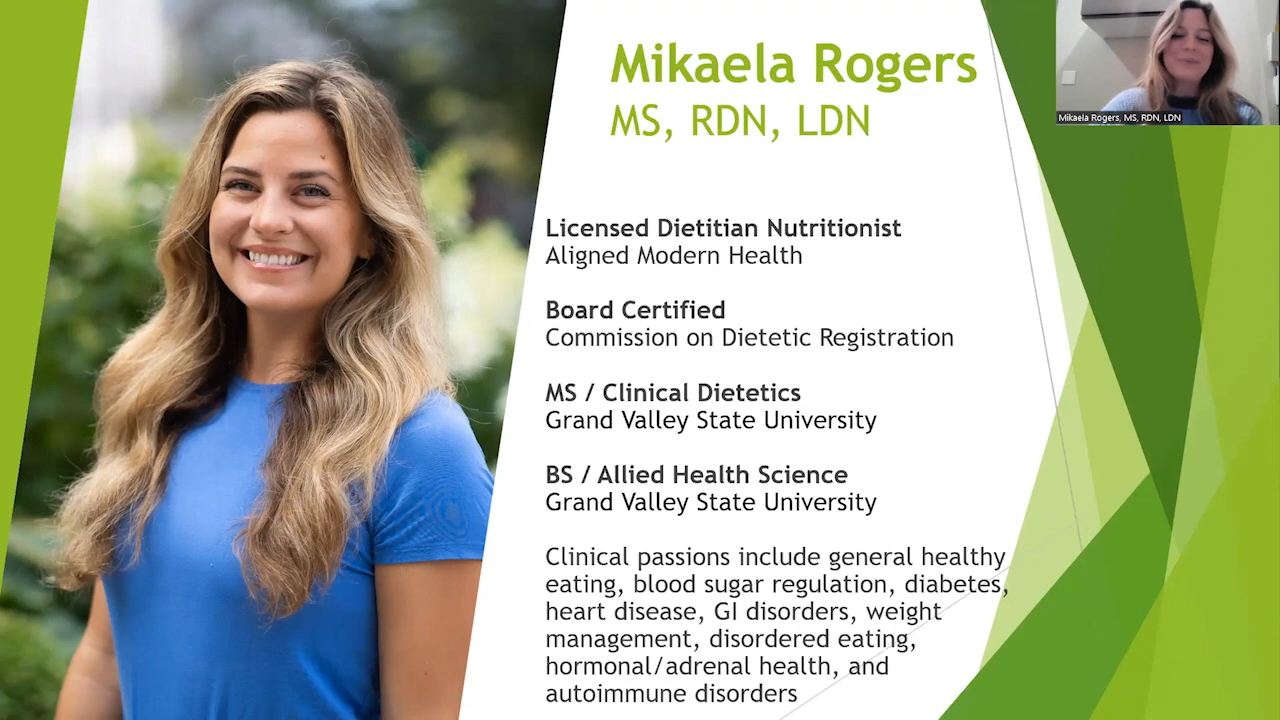 Mikaela Rogers
MS, RDN, LDN
Mikaela Rogers, MS, RDN, LDN
Licensed Dietitian Nutritionist
Aligned Modern Health
Board Certified
Commission on Dietetic Registration
MS / Clinical Dietetics
Grand Valley State University
BS / Allied Health Science
Grand Valley State University
Clinical passions include general healthy
eating, blood sugar regulation, diabetes,
heart disease, GI disorders, weight
management, disordered eating,
hormonal/adrenal health, and
autoimmune disorders